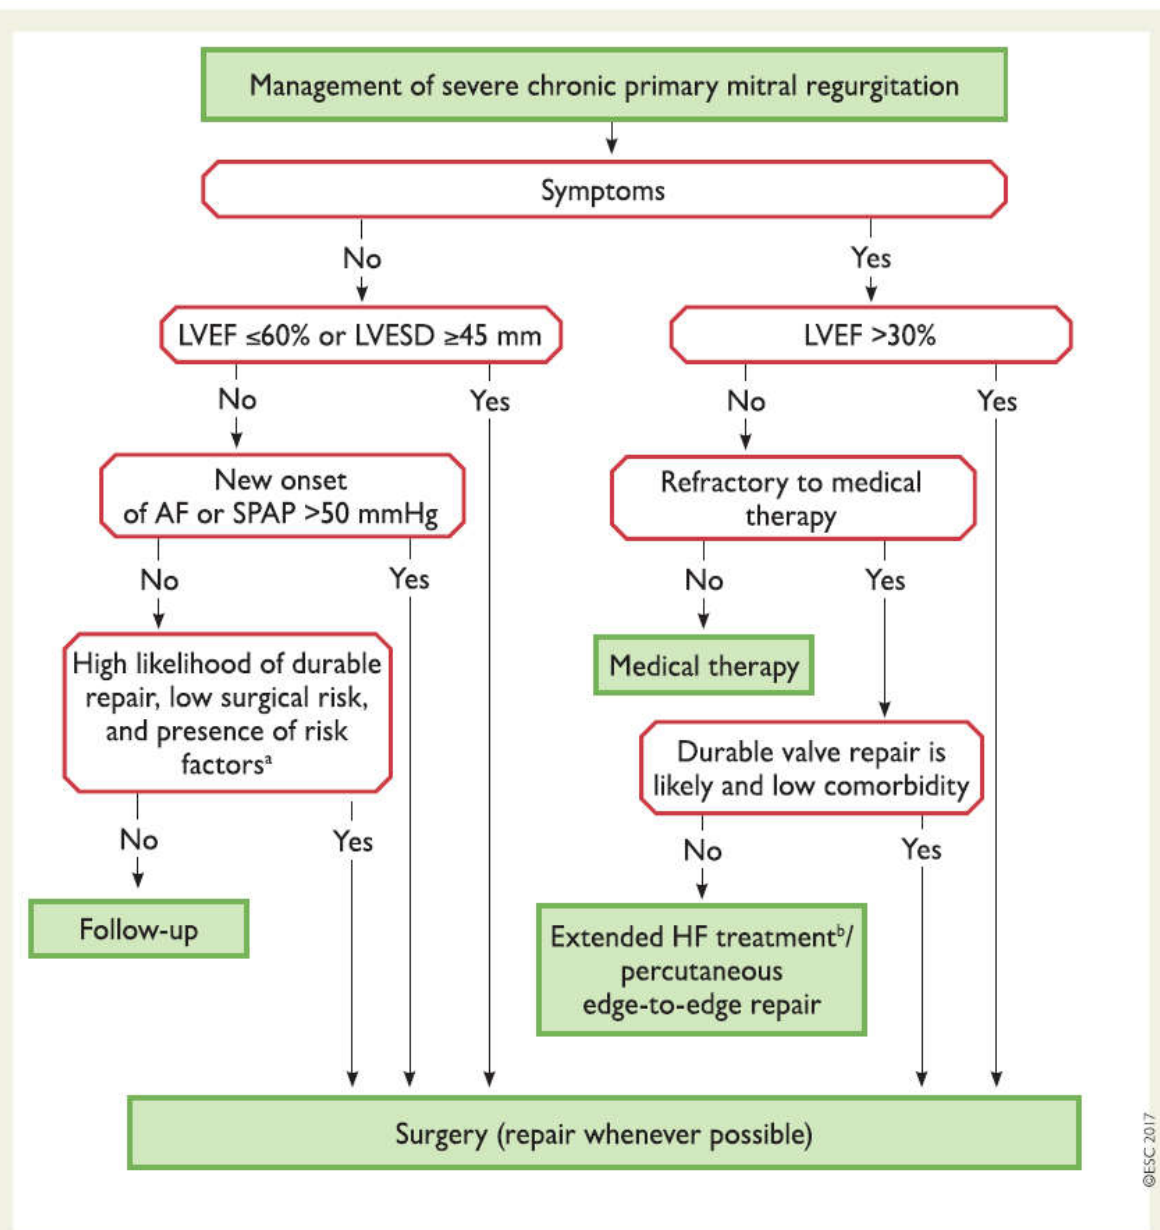 Management of severe chronic primary mitral regurgitation
Symptoms
No
Yes
LVEF ≤60% or LVESD ≥45 mm
LVEF >30%
No
Yes
No
Yes
New onset
of AF or SPAP >50 mmHg
Refractory to medical
therapy
No
Yes
No
Yes
High likelihood of durable
repair, low surgical risk,
and presence of risk
factorsᵃ
Medical therapy
Durable valve repair is
likely and low comorbidity
No
Yes
No
Yes
Follow-up
Extended HF treatmentᵇ/
percutaneous
edge-to-edge repair
Surgery (repair whenever possible)
©ESC 2017